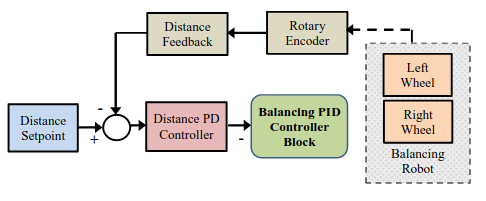 Distance
Feedback
Rotary
Encoder
Left
Wheel
Right
Wheel
Balancing
Robot
Distance
Setpoint
-
+
Distance PD
Controller
-
Balancing PID
Controller
Block